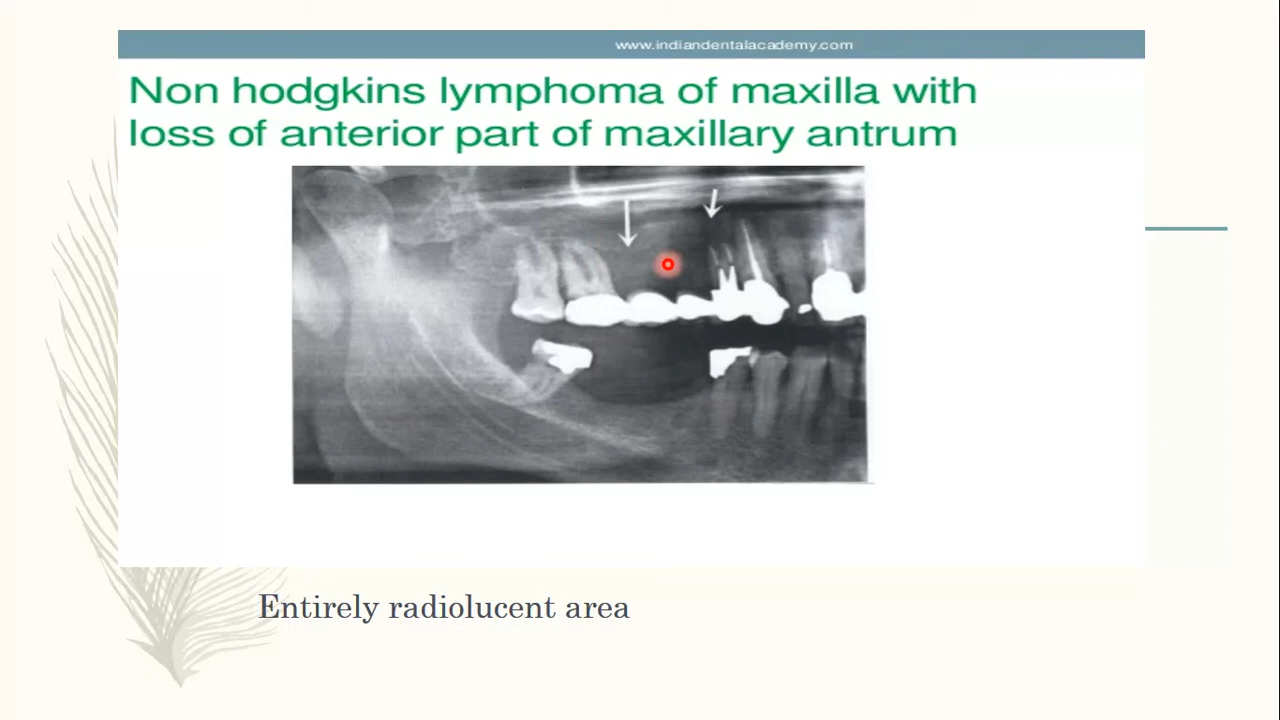 www.indiandentalacademy.com
Non hodgkins lymphoma of maxilla with
loss of anterior part of maxillary antrum
Entirely radiolucent area